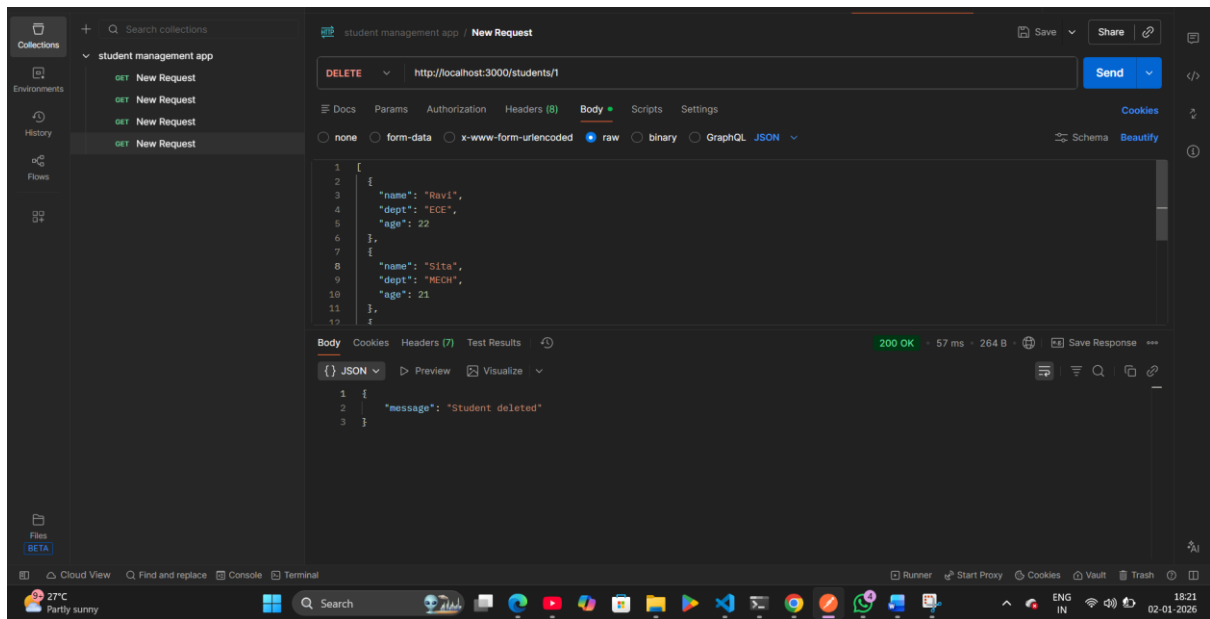 Collections
Environments
History
Flows
Files
BETA
+ Search collections
student management app
GET New Request
GET New Request
GET New Request
GET New Request
HTTP student management app / New Request
Save
Share
DELETE http://localhost:3000/students/1
Send
Docs Params Authorization Headers (8) Body Scripts Settings
Cookies
none form-data x-www-form-urlencoded raw binary GraphQL JSON
Schema Beautify
1 [
2 {
3 "name": "Ravi",
4 "dept": "ECE",
5 "age": 22
6 },
7 {
8 "name": "Sita",
9 "dept": "MECH",
10 "age": 21
11 },
12 {
Body Cookies Headers (7) Test Results
200 OK 57 ms 264 B
e.g. Save Response
{} JSON Preview Visualize
1 {
2 "message": "Student deleted"
3 }
AI
Cloud View Find and replace Console Terminal
Runner Start Proxy Cookies Vault Trash
9+ 27°C
Partly sunny
Search
4
ENG
IN
18:21
02-01-2026